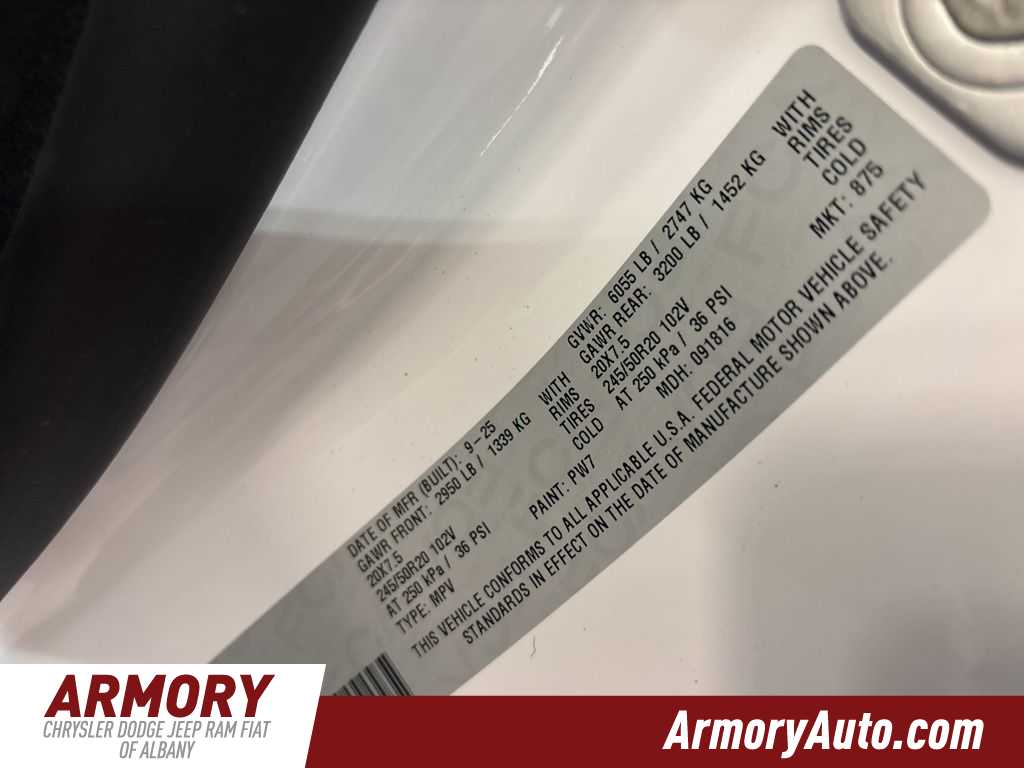 DATE OF MFR (BUILT): 9-25 GVWR: 6055 LB / 2747 KG
GAWR FRONT: 2950 LB / 1339 KG WITH GAWR REAR: 3200 LB / 1452 KG WITH
20X7.5 RIMS 20X7.5 RIMS
245/50R20 102V TIRES 245/50R20 102V TIRES
AT 250 kPa / 36 PSI COLD AT 250 kPa / 36 PSI COLD
TYPE: MPV PAINT: PW7 MDH: 091816 MKT: 875
THIS VEHICLE CONFORMS TO ALL APPLICABLE U.S.A. FEDERAL MOTOR VEHICLE SAFETY
STANDARDS IN EFFECT ON THE DATE OF MANUFACTURE SHOWN ABOVE.
ARMORY
CHRYSLER DODGE JEEP RAM FIAT
OF ALBANY
ArmoryAuto.com